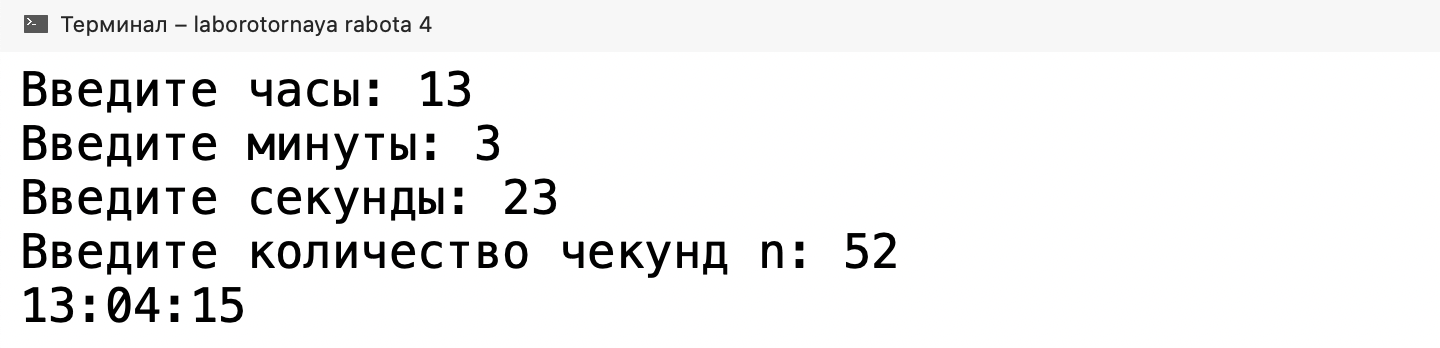 Терминал – laborotornaya rabota 4
Введите часы: 13
Введите минуты: 3
Введите секунды: 23
Введите количество чекунд n: 52
13:04:15